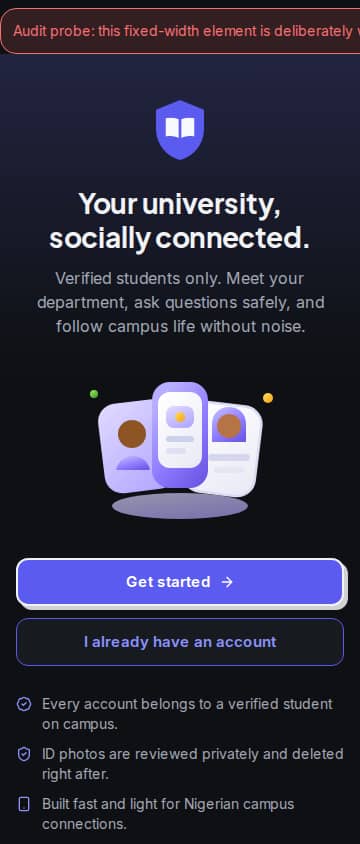 Audit probe: this fixed-width element is deliberately
Your university,
socially connected.
Verified students only. Meet your
department, ask questions safely, and
follow campus life without noise.
Get started
I already have an account
Every account belongs to a verified student
on campus.
ID photos are reviewed privately and deleted
right after.
Built fast and light for Nigerian campus
connections.